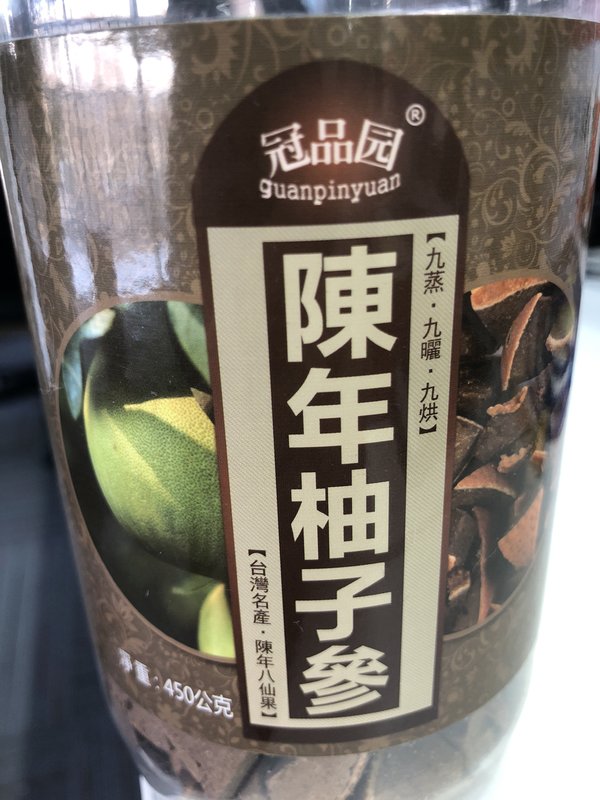 冠品园®
guanpinyuan
【九蒸·九曬·九烘】
陳年柚子參
【台灣名產·陳年八仙果】
淨重:450公克